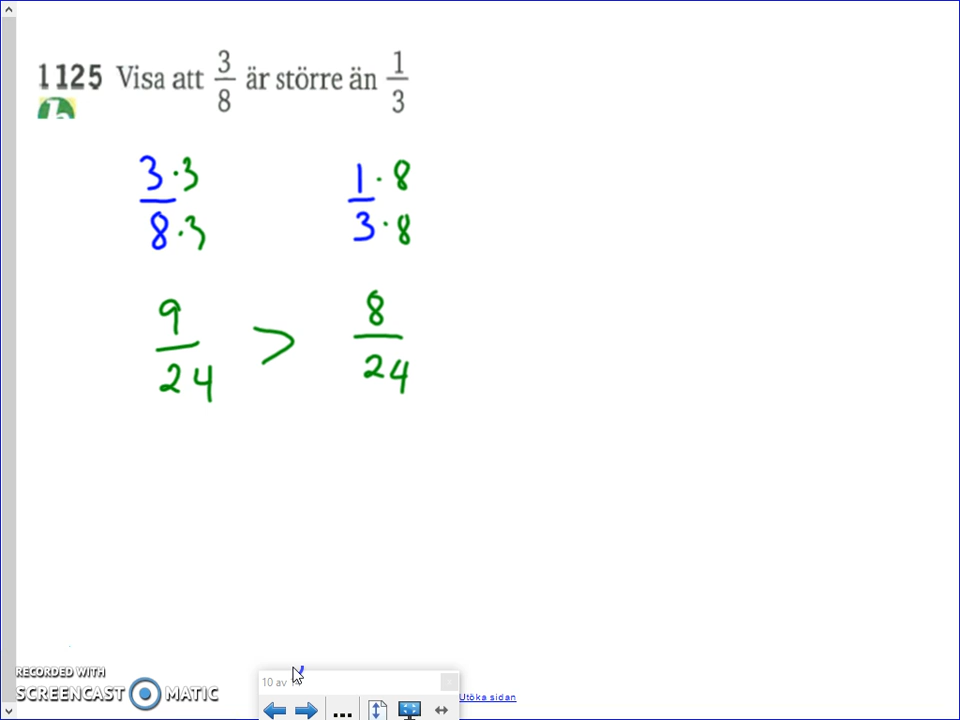 1125 Visa att 3/8 är större än 1/3
3 · 3 1 · 8
8 · 3 3 · 8
9 > 8
24 24
RECORDED WITH
SCREENCAST MATIC
10 av
Utöka sidan